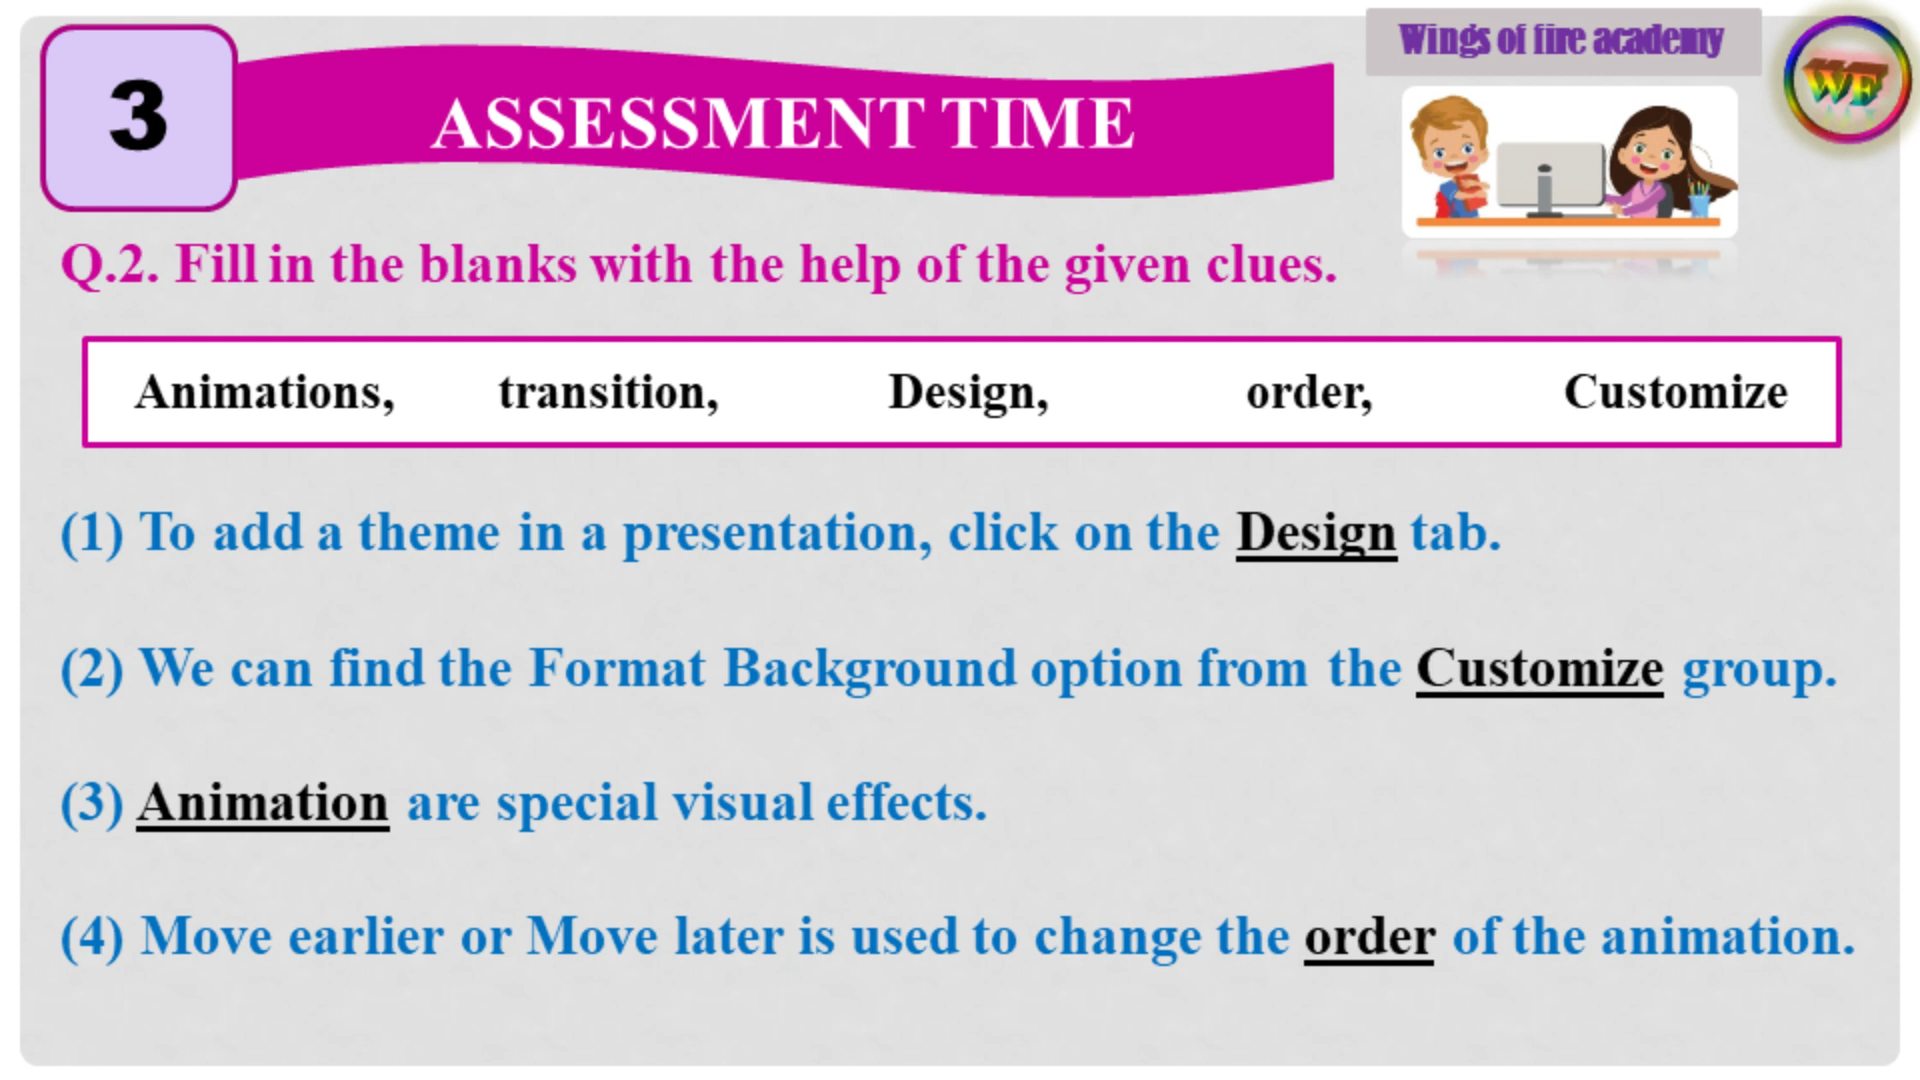 Wings of fire academy
WF
3
ASSESSMENT TIME
Q.2. Fill in the blanks with the help of the given clues.
Animations, transition, Design, order, Customize
(1) To add a theme in a presentation, click on the Design tab.
(2) We can find the Format Background option from the Customize group.
(3) Animation are special visual effects.
(4) Move earlier or Move later is used to change the order of the animation.